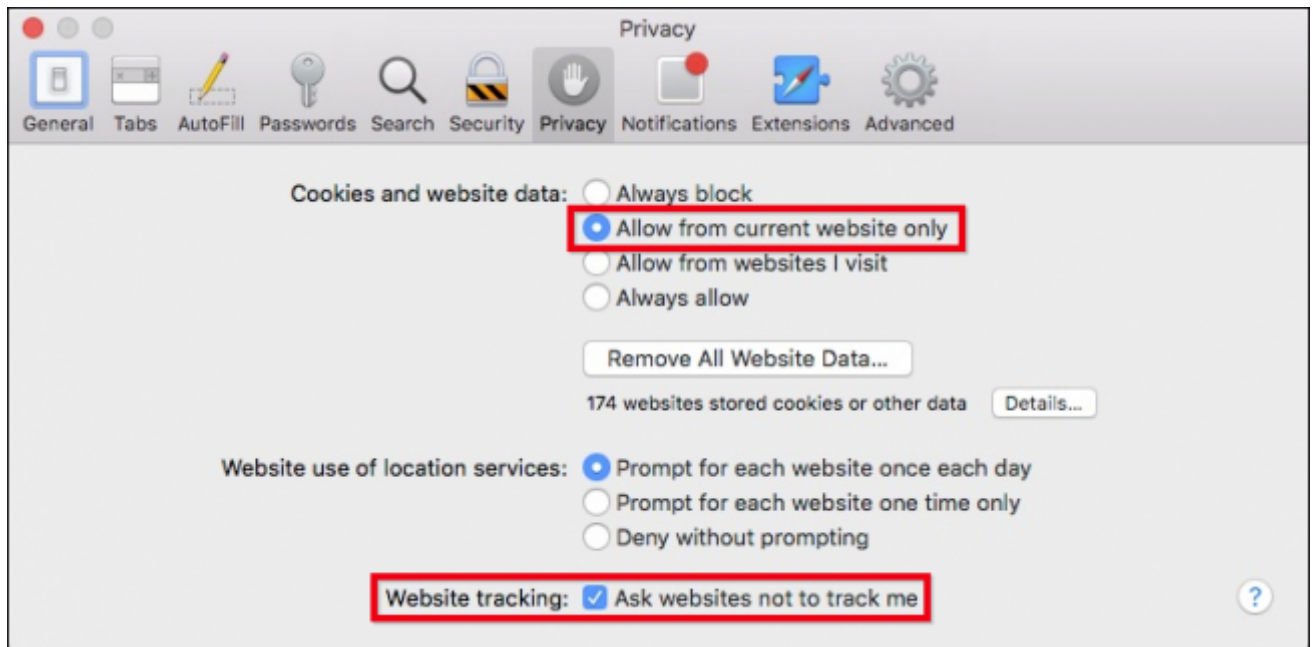 Privacy
General Tabs AutoFill Passwords Search Security Privacy Notifications Extensions Advanced
Cookies and website data: Always block
Allow from current website only
Allow from websites I visit
Always allow
Remove All Website Data...
174 websites stored cookies or other data Details...
Website use of location services: Prompt for each website once each day
Prompt for each website one time only
Deny without prompting
Website tracking: Ask websites not to track me ?